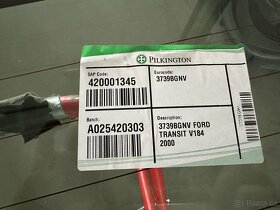 PILKINGTON
SAP Code:
420001345
Eurocode:
3739BGNV
Batch:
A025420303
Description:
3739BGNV FORD
TRANSIT V184
2000